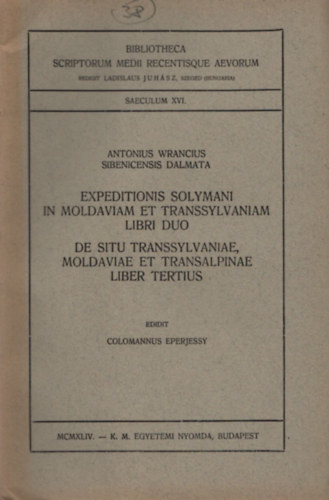 38
BIBLIOTHECA
SCRIPTORUM MEDII RECENTISQUE AEVORUM
REDIGIT LADISLAUS JUHÁSZ, SZEGED (HUNGARIA)
SAECULUM XVI.
ANTONIUS WRANCIUS
SIBENICENSIS DALMATA
EXPEDITIONIS SOLYMANI
IN MOLDAVIAM ET TRANSSYLVANIAM
LIBRI DUO
DE SITU TRANSSYLVANIAE,
MOLDAVIAE ET TRANSALPINAE
LIBER TERTIUS
EDIDIT
COLOMANNUS EPERJESSY
MCMXLIV. — K. M. EGYETEMI NYOMDA, BUDAPEST